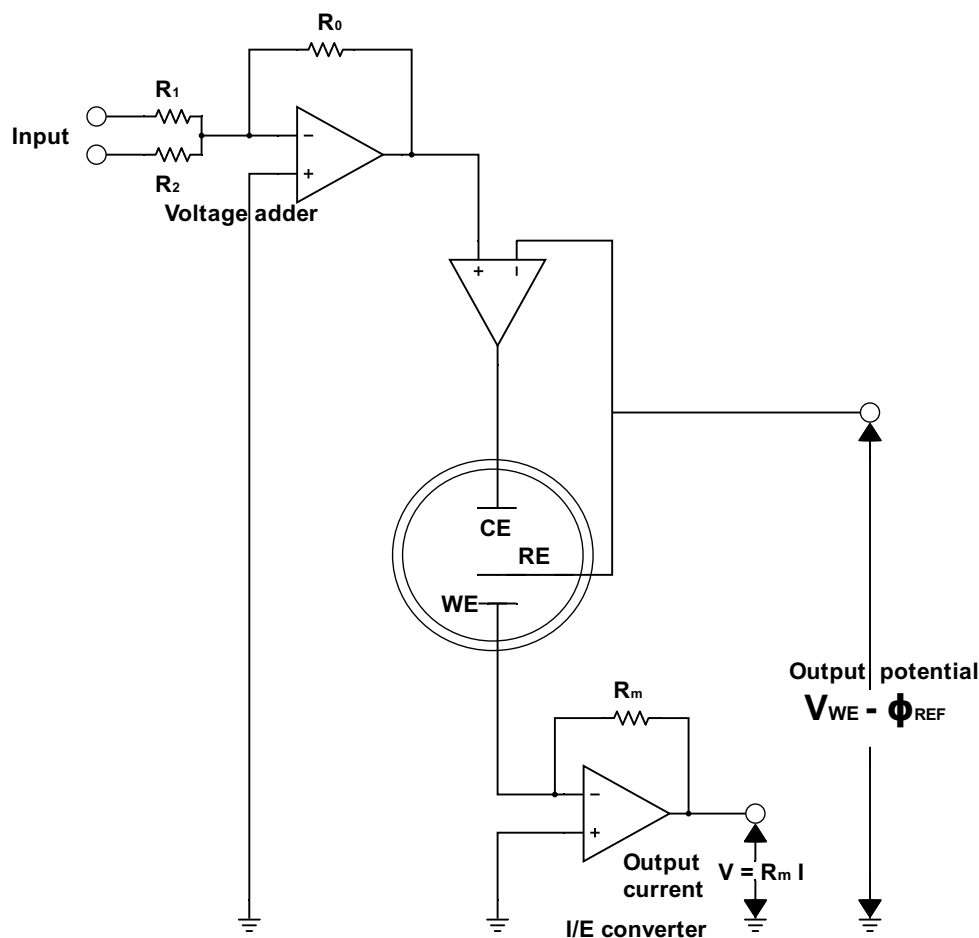 R₀
R₁
Input
R₂
Voltage adder
−
+
+
−
CE
RE
WE
Rm
−
+
Output
current
V = Rm I
I/E converter
Output potential
VWE - ϕREF